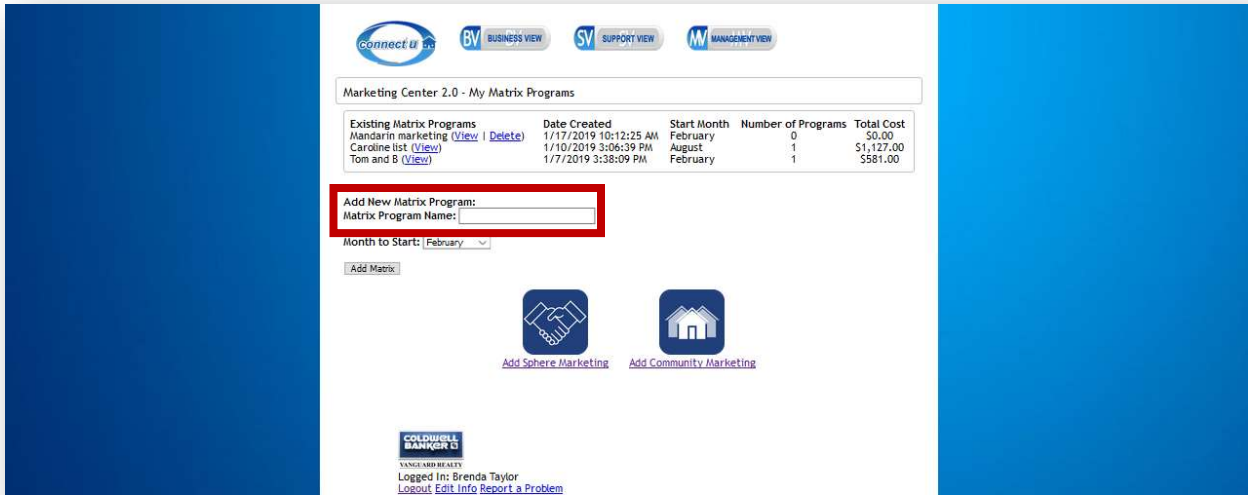 connect u
BV BUSINESS VIEW SV SUPPORT VIEW MV MANAGEMENT VIEW
Marketing Center 2.0 - My Matrix Programs
Existing Matrix Programs Date Created Start Month Number of Programs Total Cost
Mandarin marketing (View | Delete) 1/17/2019 10:12:25 AM February 0 $0.00
Caroline list (View) 1/10/2019 3:06:39 PM August 1 $1,127.00
Tom and B (View) 1/7/2019 3:38:09 PM February 1 $581.00
Add New Matrix Program:
Matrix Program Name:
Month to Start: February
Add Matrix
Add Sphere Marketing Add Community Marketing
COLDWELL
BANKER
VANGUARD REALTY
Logged In: Brenda Taylor
Logout Edit Info Report a Problem